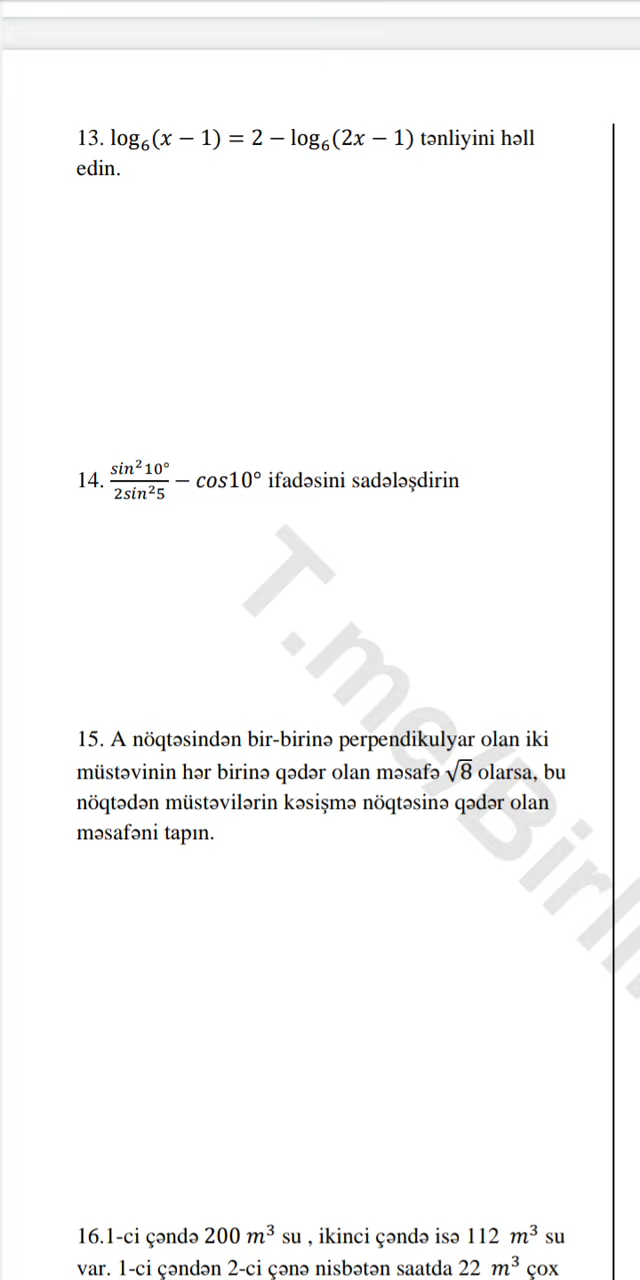 13. log₆(x − 1) = 2 − log₆(2x − 1) tənliyini həll
edin.
14. sin²10°/2sin²5 − cos10° ifadəsini sadələşdirin
15. A nöqtəsindən bir-birinə perpendikulyar olan iki
müstəvinin hər birinə qədər olan məsafə √8 olarsa, bu
nöqtədən müstəvilərin kəsişmə nöqtəsinə qədər olan
məsafəni tapın.
16.1-ci çəndə 200 m³ su , ikinci çəndə isə 112 m³ su
var. 1-ci çəndən 2-ci çənə nisbətən saatda 22 m³ çox